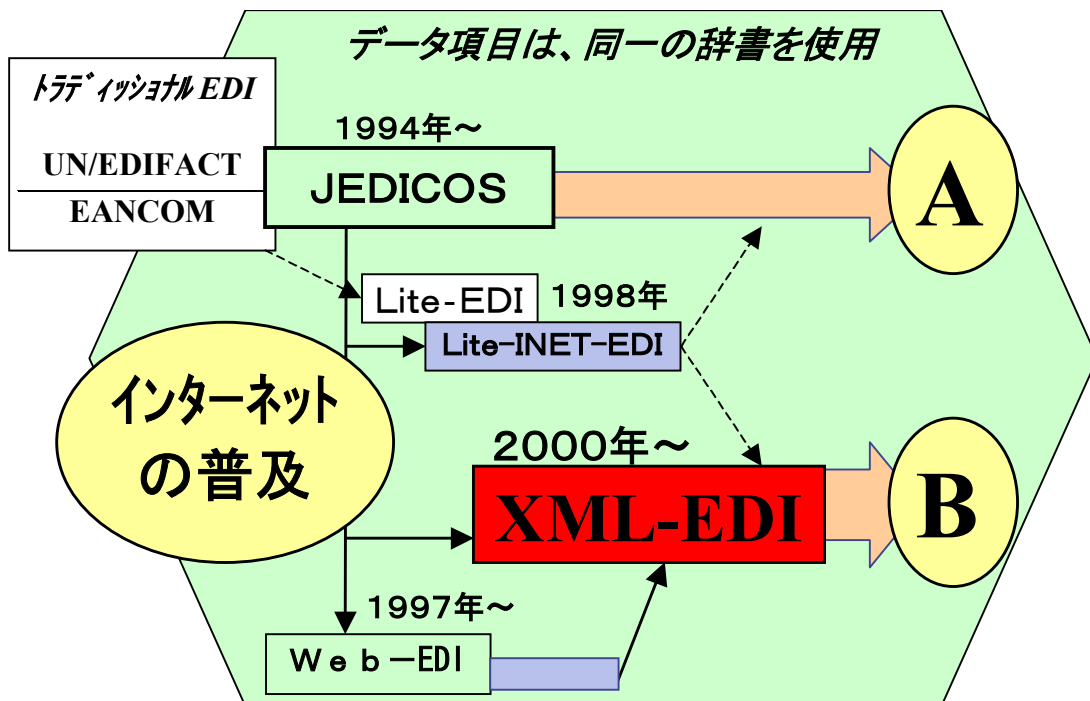 データ項目は、同一の辞書を使用
ﾄﾗﾃﾞｨｯｼｮﾅﾙ EDI
UN/EDIFACT
EANCOM
1994年～
JEDICOS
A
Lite-EDI
1998年
Lite-INET-EDI
インターネット
の普及
2000年～
XML-EDI
B
1997年～
Ｗｅｂ－EDI